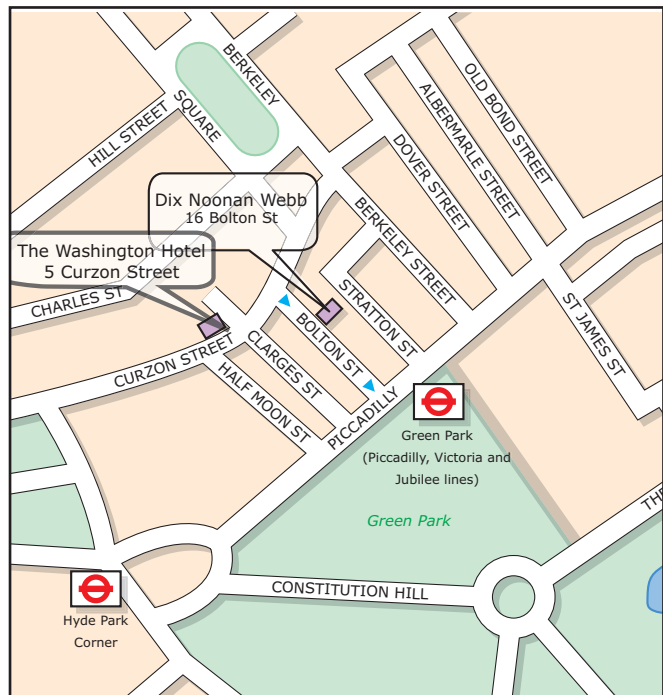 BERKELEY
SQUARE
HILL STREET
OLD BOND STREET
ALBERMARLE STREET
DOVER STREET
Dix Noonan Webb
16 Bolton St
BERKELEY STREET
The Washington Hotel
5 Curzon Street
CHARLES ST
STRATTON ST
BOLTON ST
ST JAMES ST
CURZON STREET
CLARGES ST
HALF MOON ST
PICCADILLY
Green Park
(Piccadilly, Victoria and
Jubilee lines)
THE
Green Park
CONSTITUTION HILL
Hyde Park
Corner